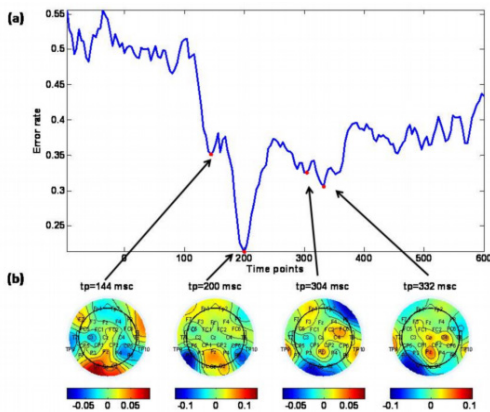 (a)
0.55
0.5
0.45
0.4
0.35
0.3
0.25
Error rate
0 100 200 300 400 500 600
Time points
(b)
tp=144 msc tp=200 msc tp=304 msc tp=332 msc
-0.05 0 0.05 -0.1 0 0.1 -0.05 0 0.05 -0.1 0 0.1